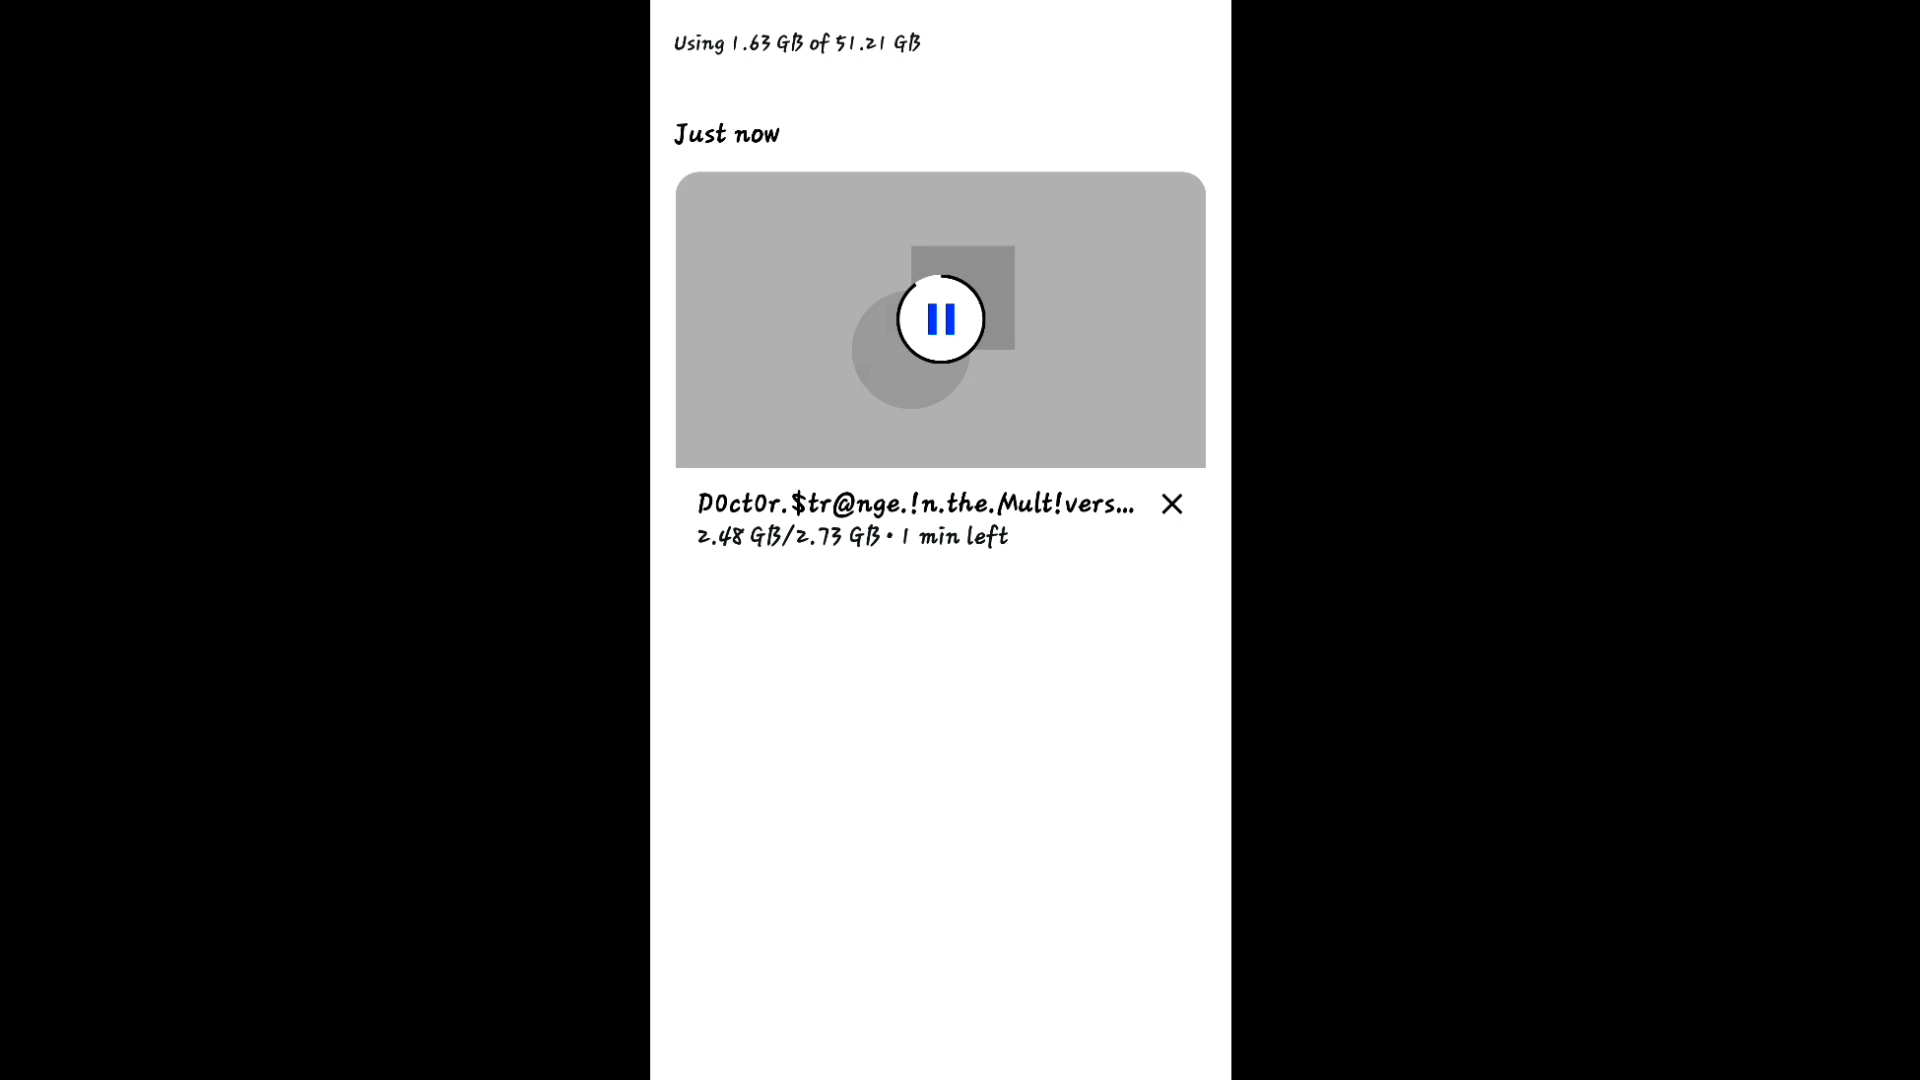 Using 1.63 GB of 51.21 GB
Just now
D0ct0r.$tr@nge.!n.the.Mult!vers...
2.48 GB/2.73 GB • 1 min left